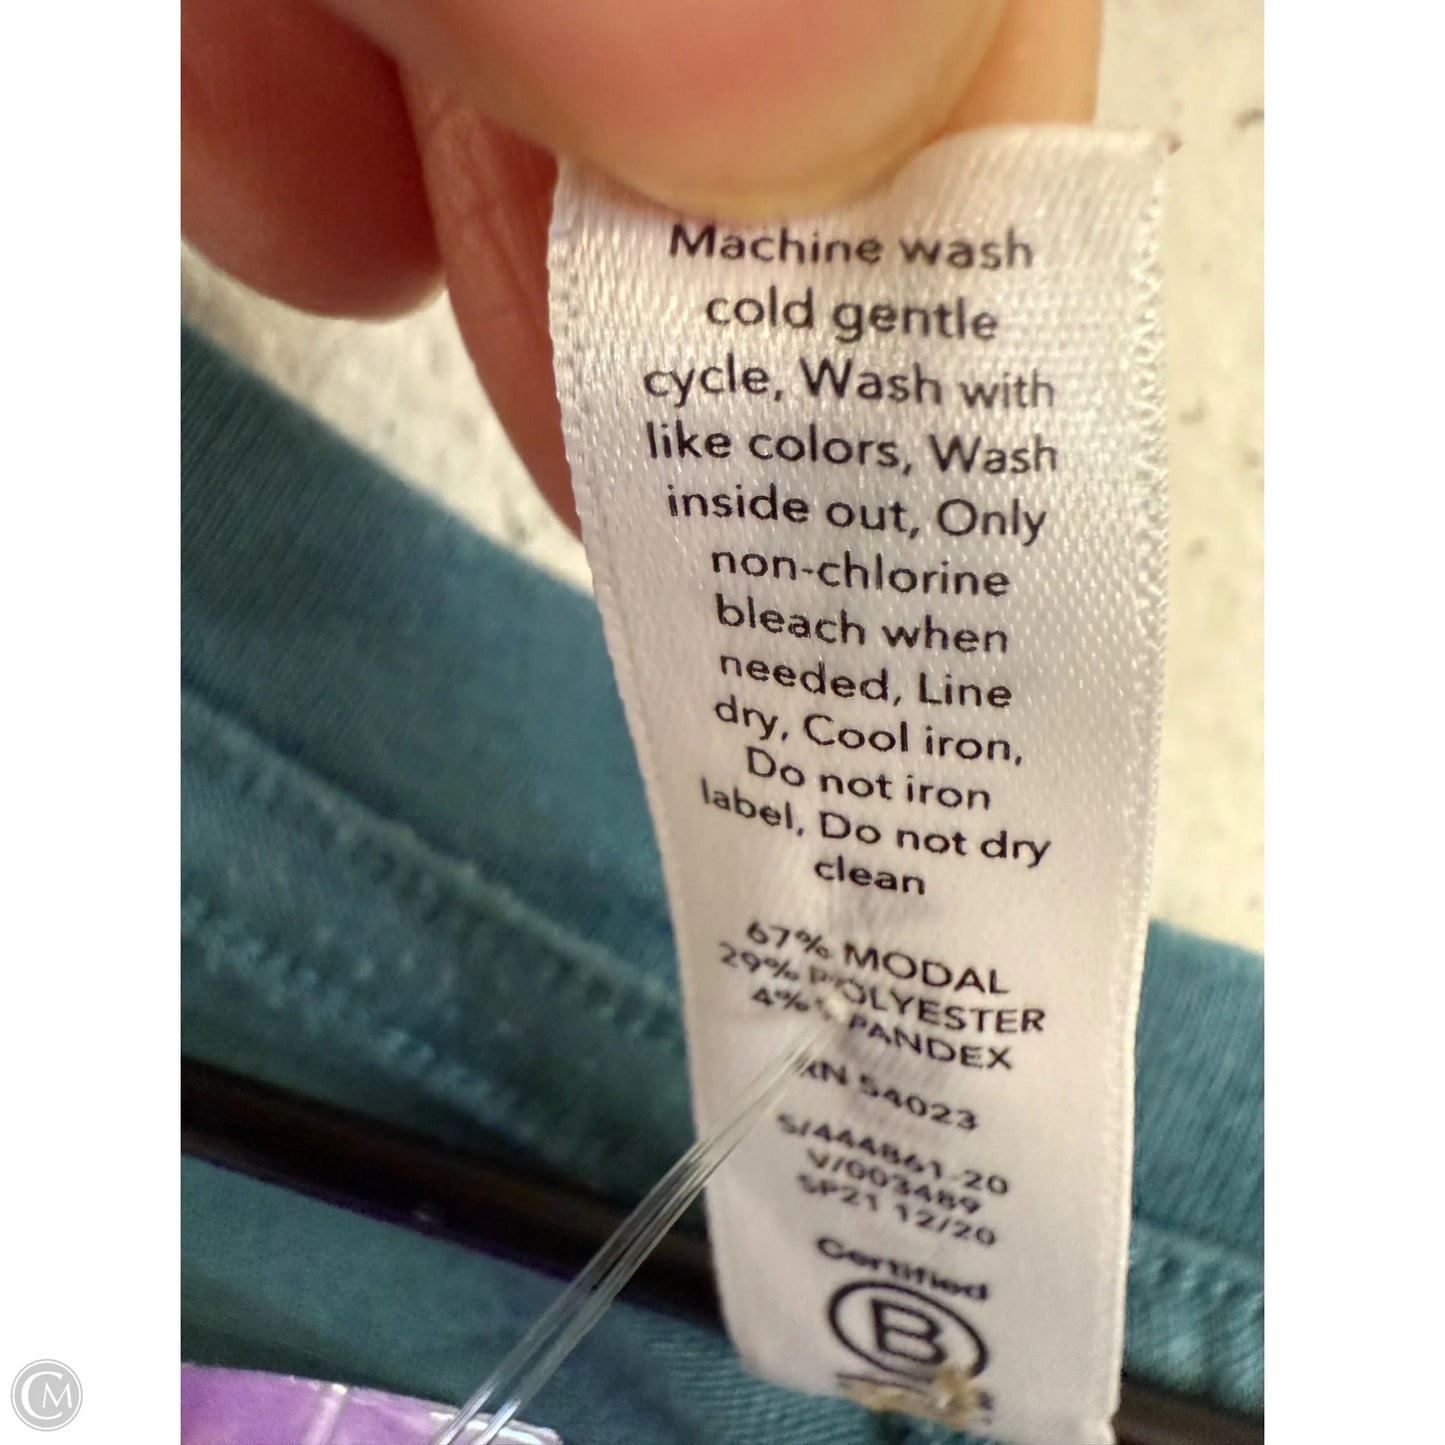 Machine wash
cold gentle
cycle, Wash with
like colors, Wash
inside out, Only
non-chlorine
bleach when
needed, Line
dry, Cool iron,
Do not iron
label, Do not dry
clean
67% MODAL
29% POLYESTER
4% SPANDEX
RN 54023
S/444861-20
V/003489
SP21 12/20
Certified
B
CM